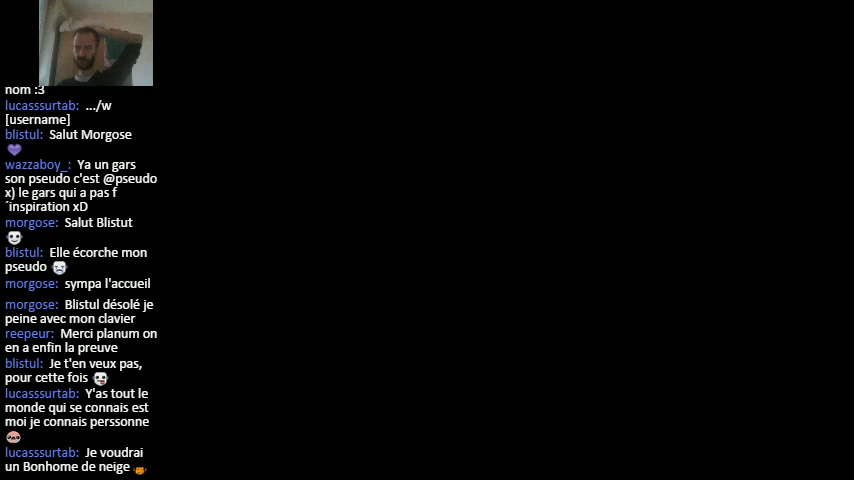 nom :3
lucasssurtab: .../w
[username]
blistul: Salut Morgose
wazzaboy_: Ya un gars
son pseudo c'est @pseudo
x) le gars qui a pas f
´inspiration xD
morgose: Salut Blistut
blistul: Elle écorche mon
pseudo
morgose: sympa l'accueil
morgose: Blistul désolé je
peine avec mon clavier
reepeur: Merci planum on
en a enfin la preuve
blistul: Je t'en veux pas,
pour cette fois
lucasssurtab: Y'as tout le
monde qui se connais est
moi je connais perssonne
lucasssurtab: Je voudrai
un Bonhome de neige